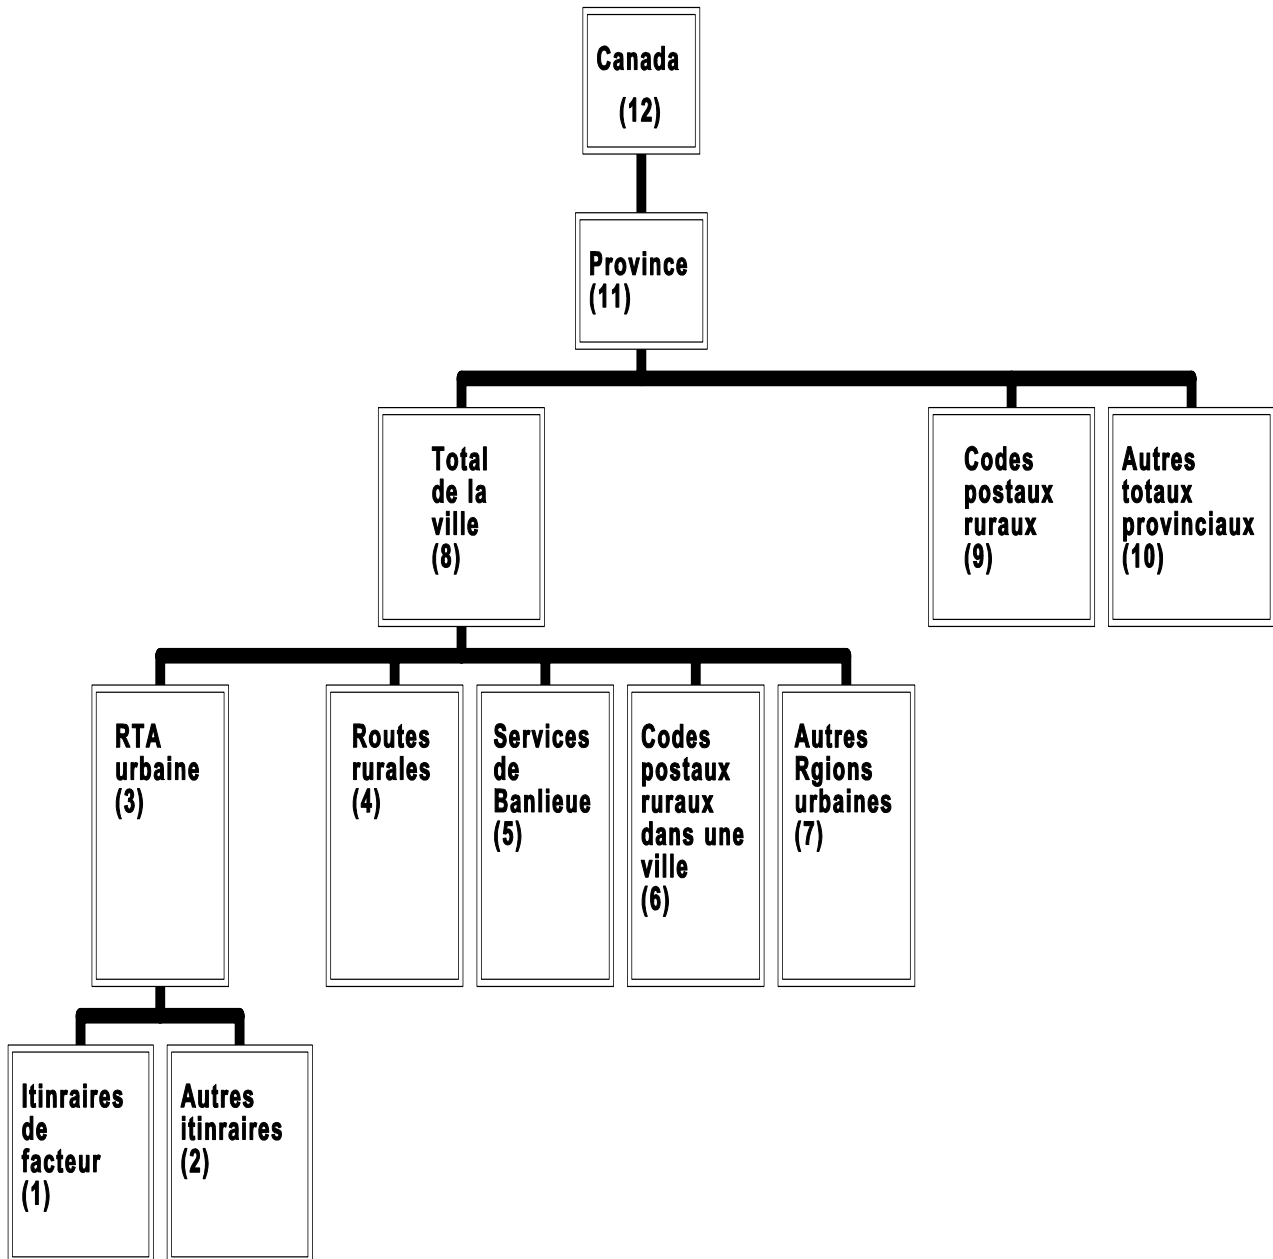 Canada
(12)
Province
(11)
Total
de la
ville
(8)
Codes
postaux
ruraux
(9)
Autres
totaux
provinciaux
(10)
RTA
urbaine
(3)
Routes
rurales
(4)
Services
de
Banlieue
(5)
Codes
postaux
ruraux
dans une
ville
(6)
Autres
Rgions
urbaines
(7)
Itinraires
de
facteur
(1)
Autres
itinraires
(2)